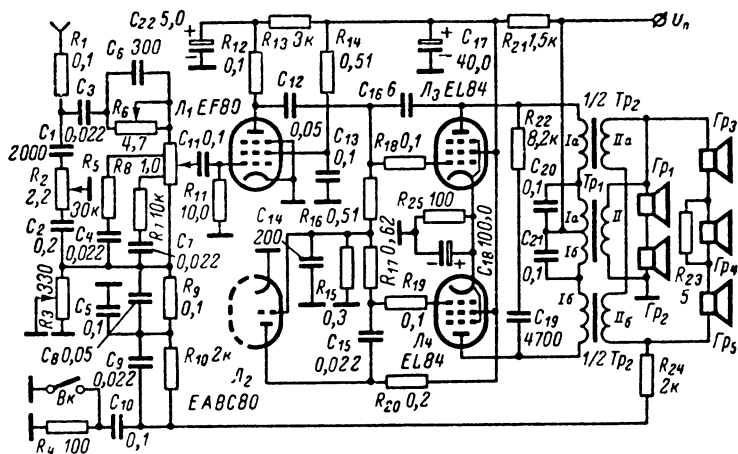 C22 5,0
R1
0,1
C6
300
R12
0,1
R13 3к
R14
0,51
C17
40,0
R21 1,5к
Uп
C3
0,022
R6
4,7
Л1 EF80
C12
0,05
C16 6
Л3 EL84
1/2 Тр2
C1
2000
C11 0,1
R18 0,1
R22
8,2к
Iа
IIа
Гр3
R2
2,2
R5
30к
R8
1,0
R7 10к
R11
10,0
C13
0,1
C20
0,1
Тр1
Iа
II
Гр1
C2
0,2
C4
0,022
C7
0,022
C14
200
R16 0,51
R25 100
C18 100,0
C21
0,1
Iб
R23
5
Гр4
R3
330
C5
0,1
R9
0,1
R15
0,3
R17 0,62
R19
0,1
Iб
IIб
Гр2
C8 0,05
C9
0,022
R10 2к
Л2
EABC80
C15
0,022
Л4
EL84
C19
4700
1/2 Тр2
Гр5
Вк
R20 0,2
R24
2к
R4 100
C10
0,1